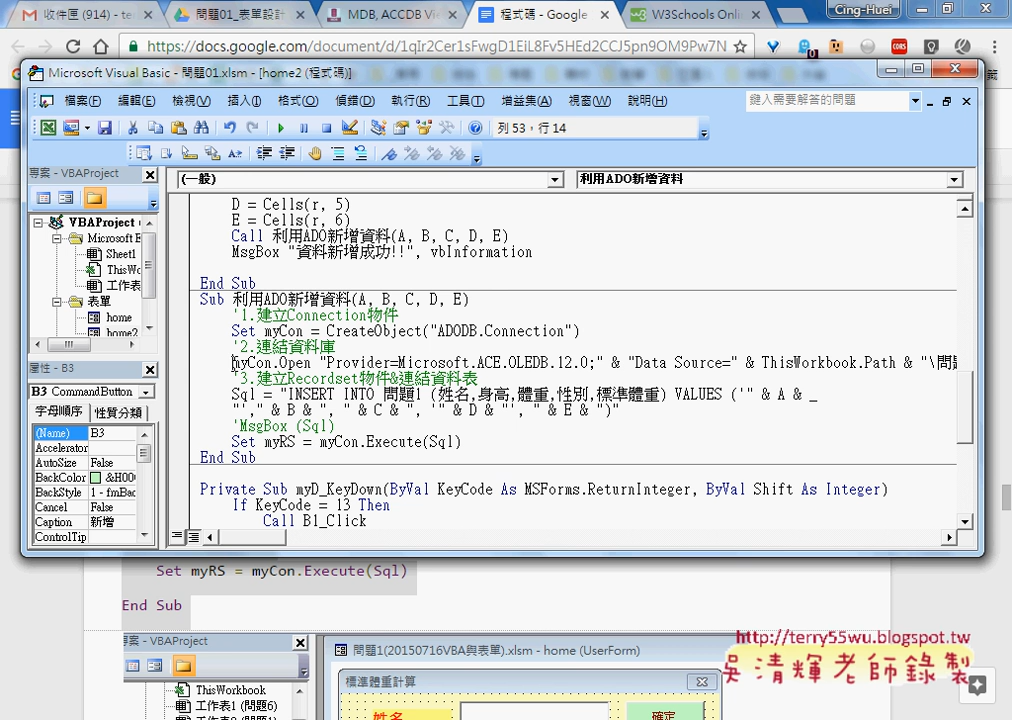 收件匣 (914) - ter
問題01_表單設計
MDB, ACCDB Vi
程式碼 - Google
W3Schools Onli
Cing-Huei
https://docs.google.com/document/d/1qIr2Cer1sFwgD1EiL8Fv5HEd2CCJ5pn9OM9Pw7N
Microsoft Visual Basic - 問題01.xlsm - [home2 (程式碼)]
檔案(F) 編輯(E) 檢視(V) 插入(I) 格式(O) 偵錯(D) 執行(R) 工具(T) 增益集(A) 視窗(W) 說明(H)
鍵入需要解答的問題
列 53，行 14
專案 - VBAProject
(一般)
利用ADO新增資料
VBAProject
Microsoft E
Sheet1
ThisWo
工作表
表單
home
home2
屬性 - B3
B3 CommandButton
字母順序 性質分類
(Name) B3
Accelerator
AutoSize False
BackColor &H00
BackStyle 1 - fmBac
Cancel False
Caption 新增
ControlTip
D = Cells(r, 5)
E = Cells(r, 6)
Call 利用ADO新增資料(A, B, C, D, E)
MsgBox "資料新增成功!!", vbInformation
End Sub
Sub 利用ADO新增資料(A, B, C, D, E)
'1.建立Connection物件
Set myCon = CreateObject("ADODB.Connection")
'2.連結資料庫
myCon.Open "Provider=Microsoft.ACE.OLEDB.12.0;" & "Data Source=" & ThisWorkbook.Path & "\問
'3.建立Recordset物件&連結資料表
Sql = "INSERT INTO 問題1 (姓名,身高,體重,性別,標準體重) VALUES ('" & A & _
"'," & B & ", " & C & ", '" & D & "', " & E & ")"
'MsgBox (Sql)
Set myRS = myCon.Execute(Sql)
End Sub
Private Sub myD_KeyDown(ByVal KeyCode As MSForms.ReturnInteger, ByVal Shift As Integer)
If KeyCode = 13 Then
Call B1_Click
Set myRS = myCon.Execute(Sql)
End Sub
專案 - VBAProject
ThisWorkbook
工作表1 (問題6)
問題1(20150716VBA與表單).xlsm - home (UserForm)
標準體重計算
姓名
確定
http://terry55wu.blogspot.tw
吳清輝老師錄製